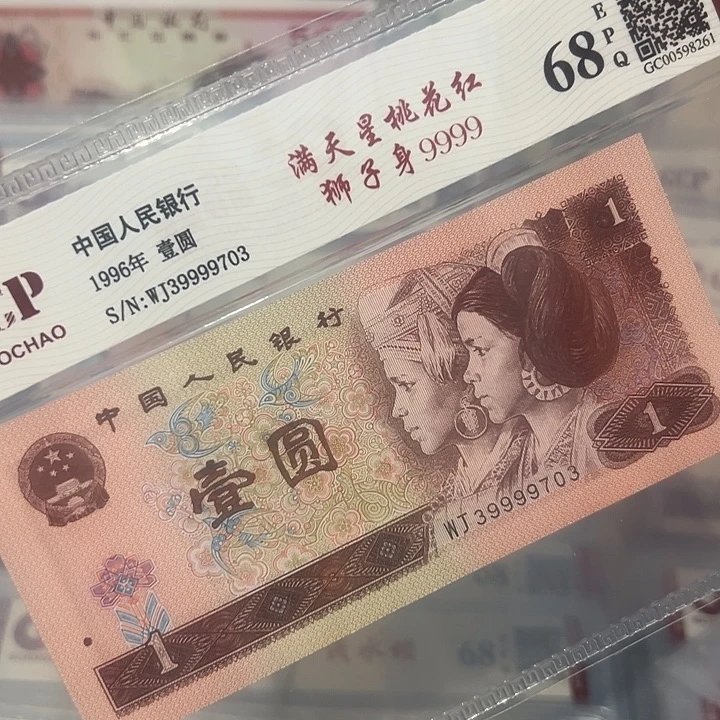 68
EPQ
GC00598261
满天星桃花红
狮子身9999
中国人民银行
1996年 壹圆
S/N:WJ39999703
OCHAO
中国人民银行
壹圆
1
1
WJ39999703
1